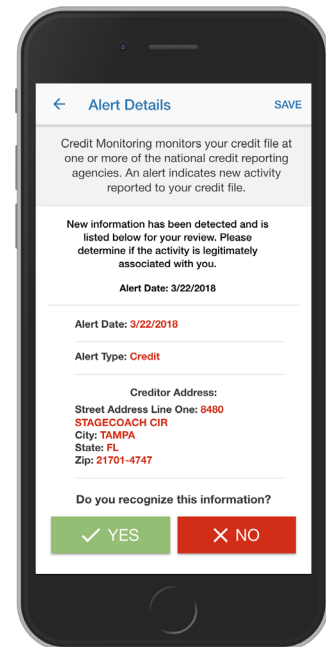 Alert Details
SAVE
Credit Monitoring monitors your credit file at
one or more of the national credit reporting
agencies. An alert indicates new activity
reported to your credit file.
New information has been detected and is
listed below for your review. Please
determine if the activity is legitimately
associated with you.
Alert Date: 3/22/2018
Alert Date: 3/22/2018
Alert Type: Credit
Creditor Address:
Street Address Line One: 8480
STAGECOACH CIR
City: TAMPA
State: FL
Zip: 21701-4747
Do you recognize this information?
YES
NO